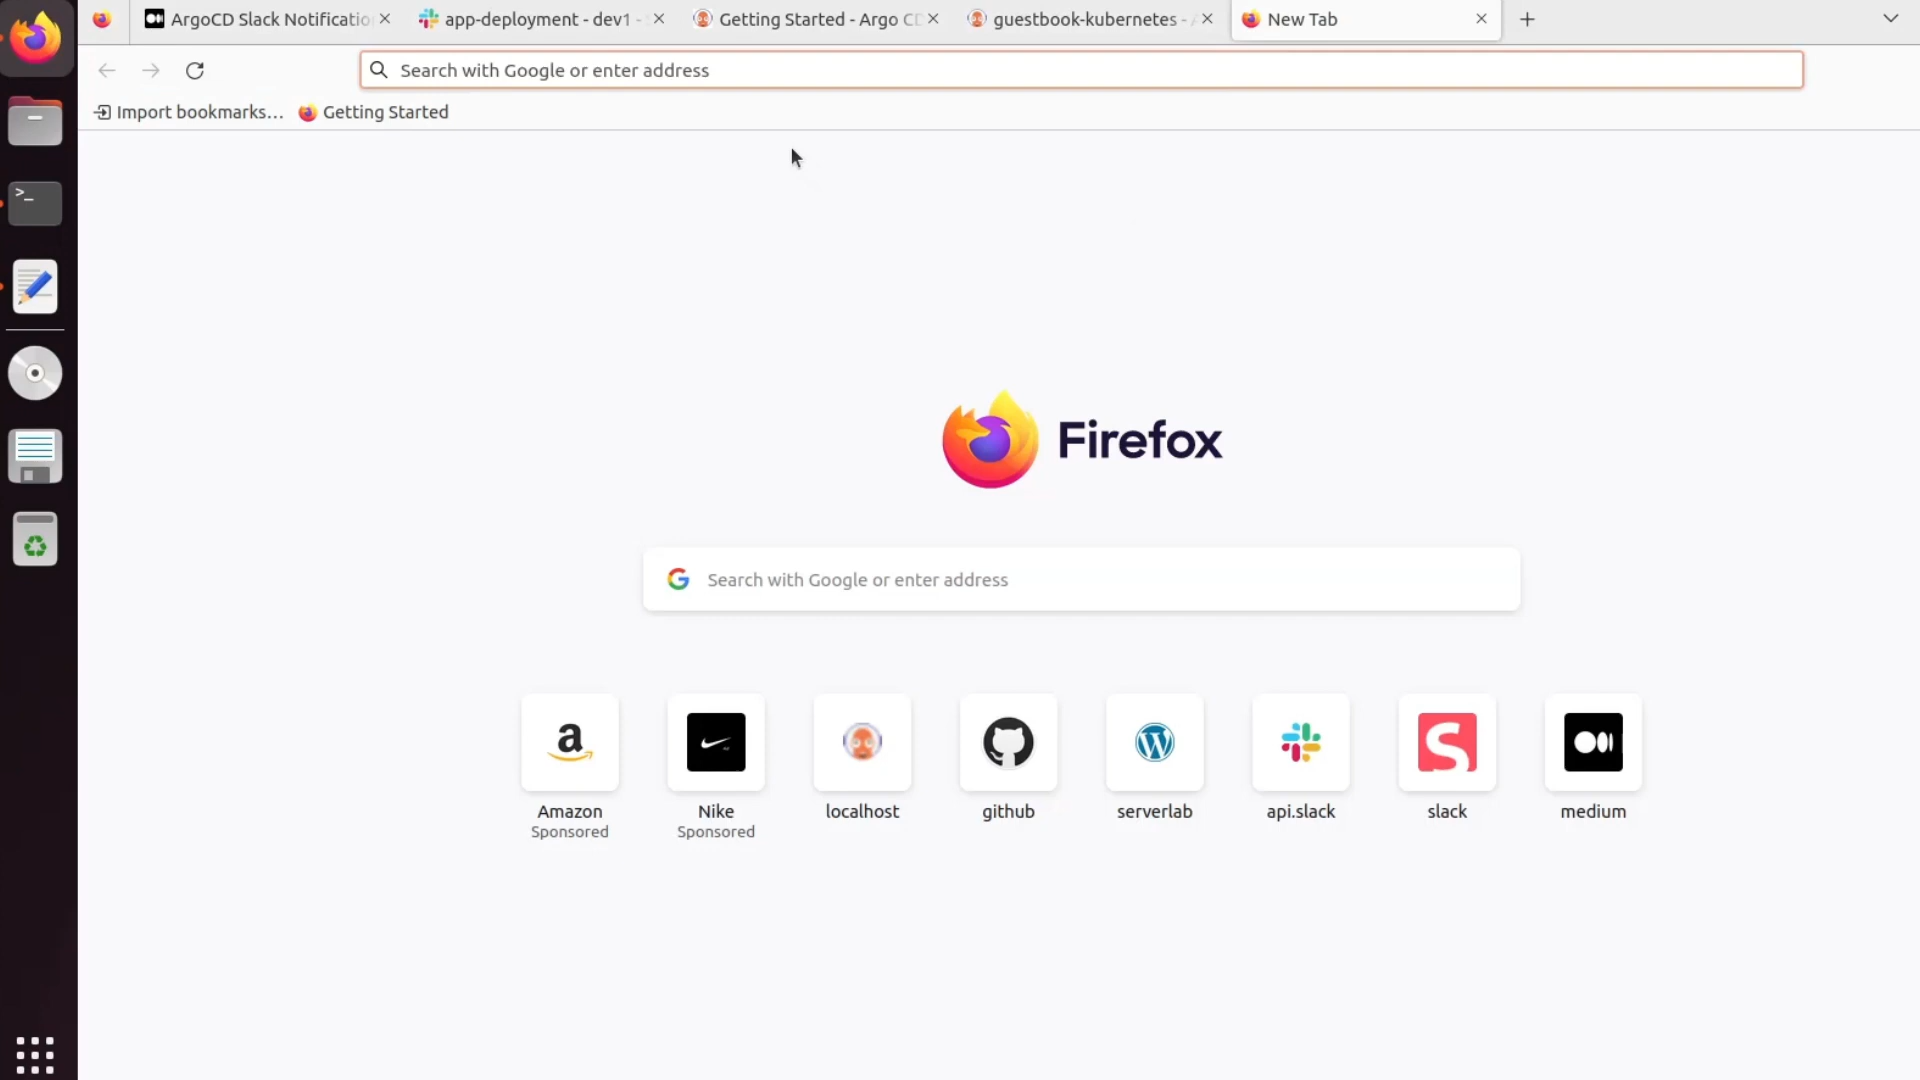 ArgoCD Slack Notificatio
app-deployment - dev1 -
Getting Started - Argo CD
guestbook-kubernetes - A
New Tab
Search with Google or enter address
Import bookmarks...
Getting Started
Firefox
Search with Google or enter address
Amazon
Sponsored
Nike
Sponsored
localhost
github
serverlab
api.slack
slack
medium